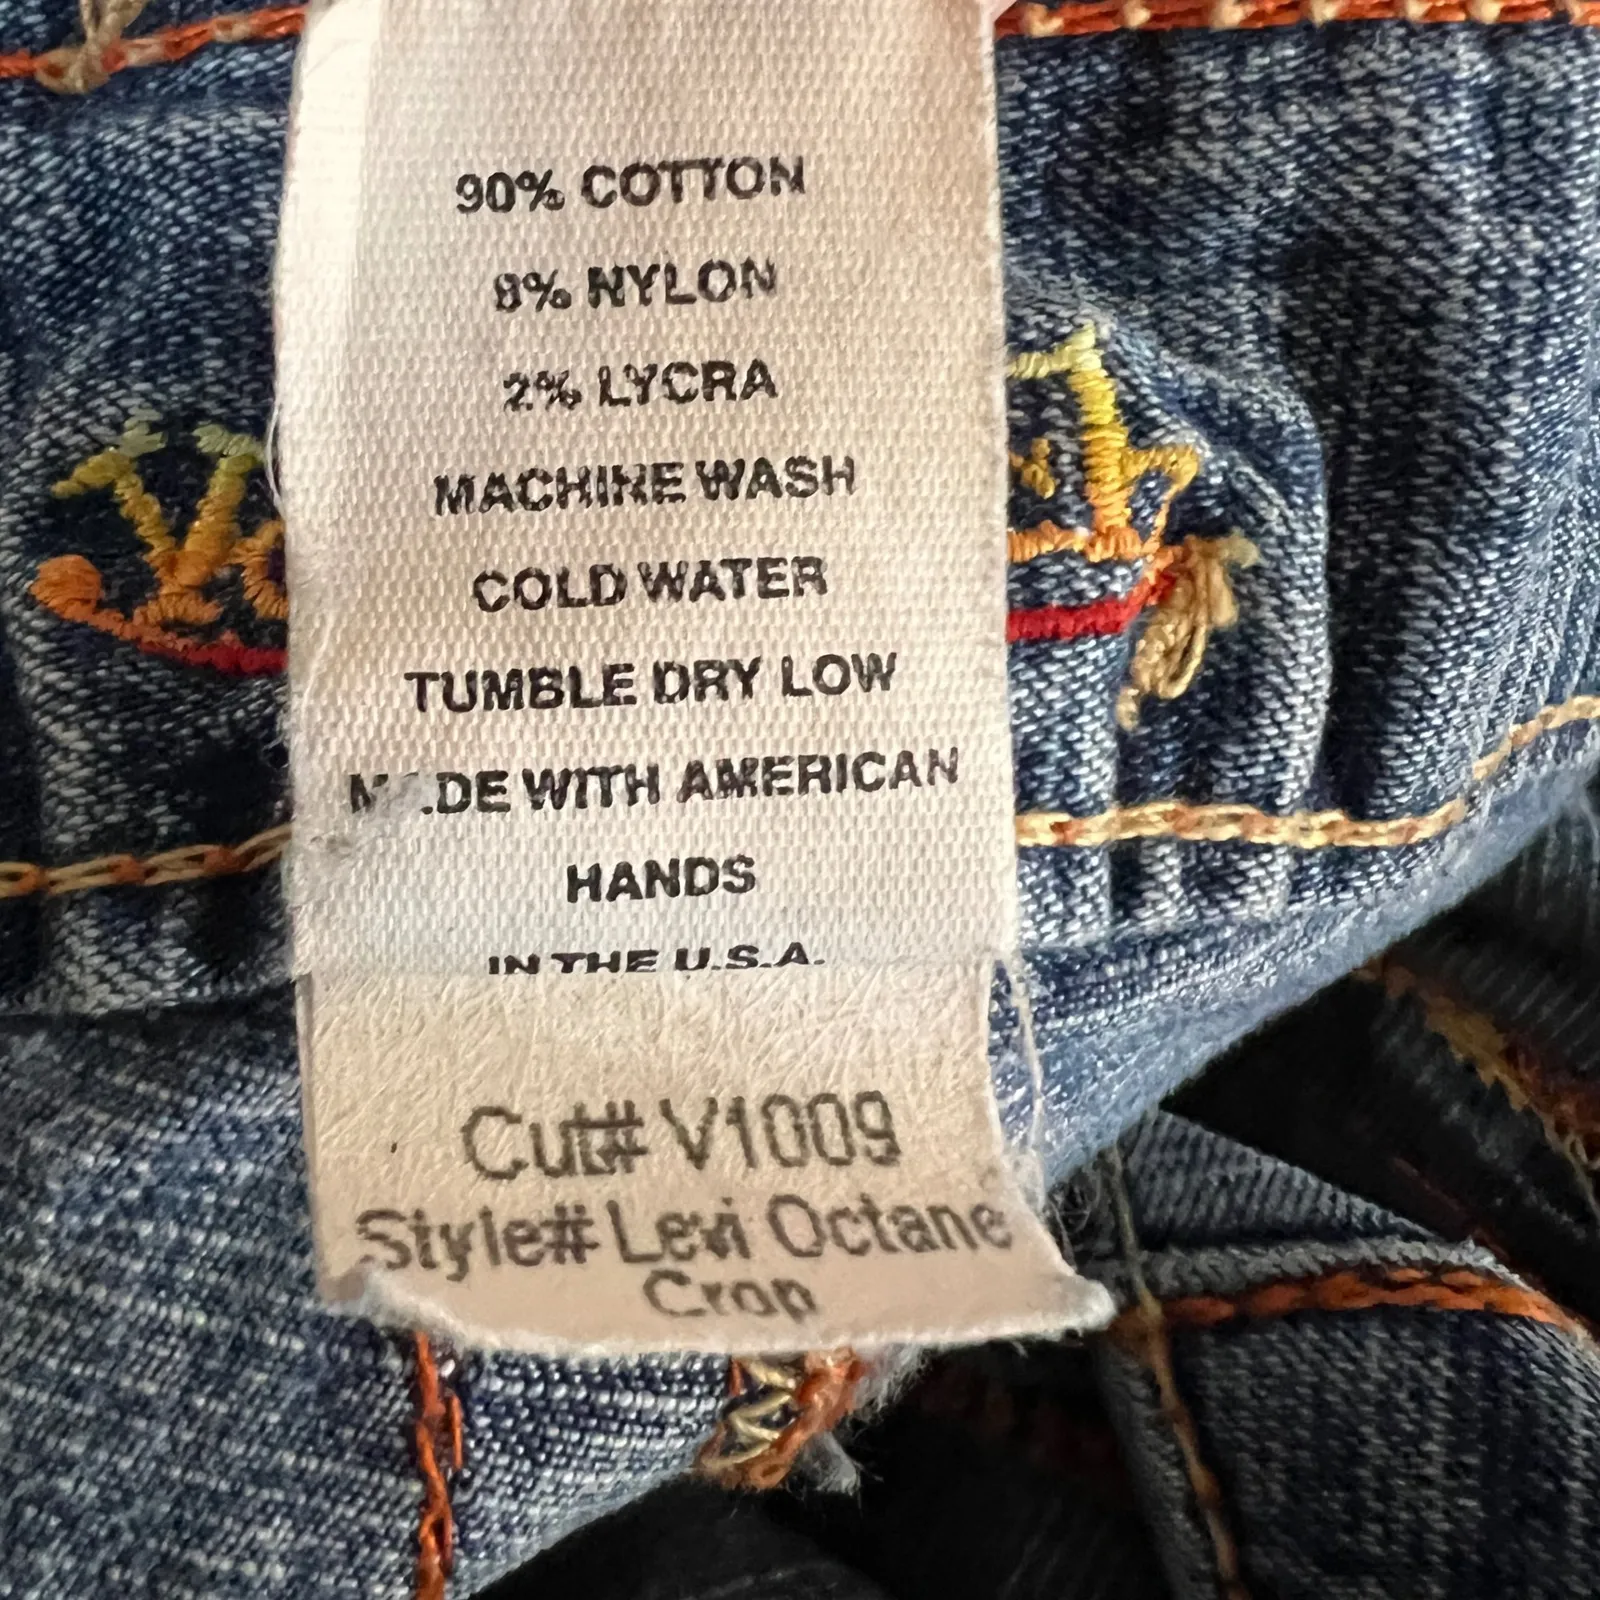 90% COTTON
8% NYLON
2% LYCRA
MACHINE WASH
COLD WATER
TUMBLE DRY LOW
MADE WITH AMERICAN
HANDS
IN THE U.S.A.
Cut# V1009
Style# Levi Octane
Crop